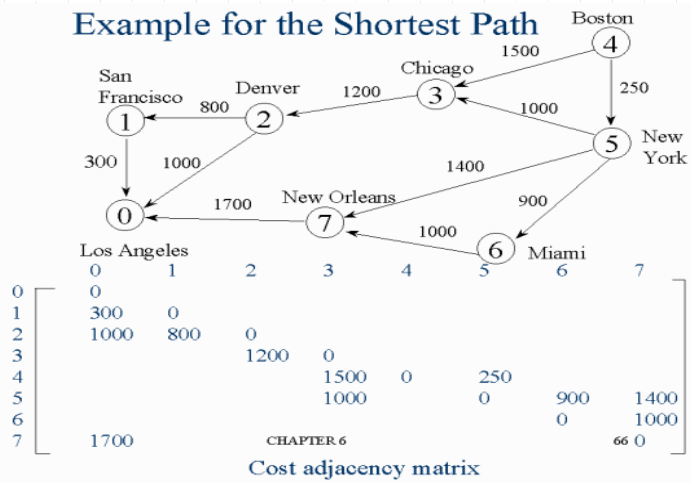 Example for the Shortest Path
Boston
4
1500
Chicago
San
Francisco
Denver
3
1200
250
800
1
2
1000
5
New
York
300
1000
1400
900
New Orleans
0
1700
7
1000
6
Los Angeles
Miami
0 1 2 3 4 5 6 7
0 0
1 300 0
2 1000 800 0
3 1200 0
4 1500 0 250
5 1000 0 900 1400
6 0 1000
7 1700 CHAPTER 6 66 0
Cost adjacency matrix